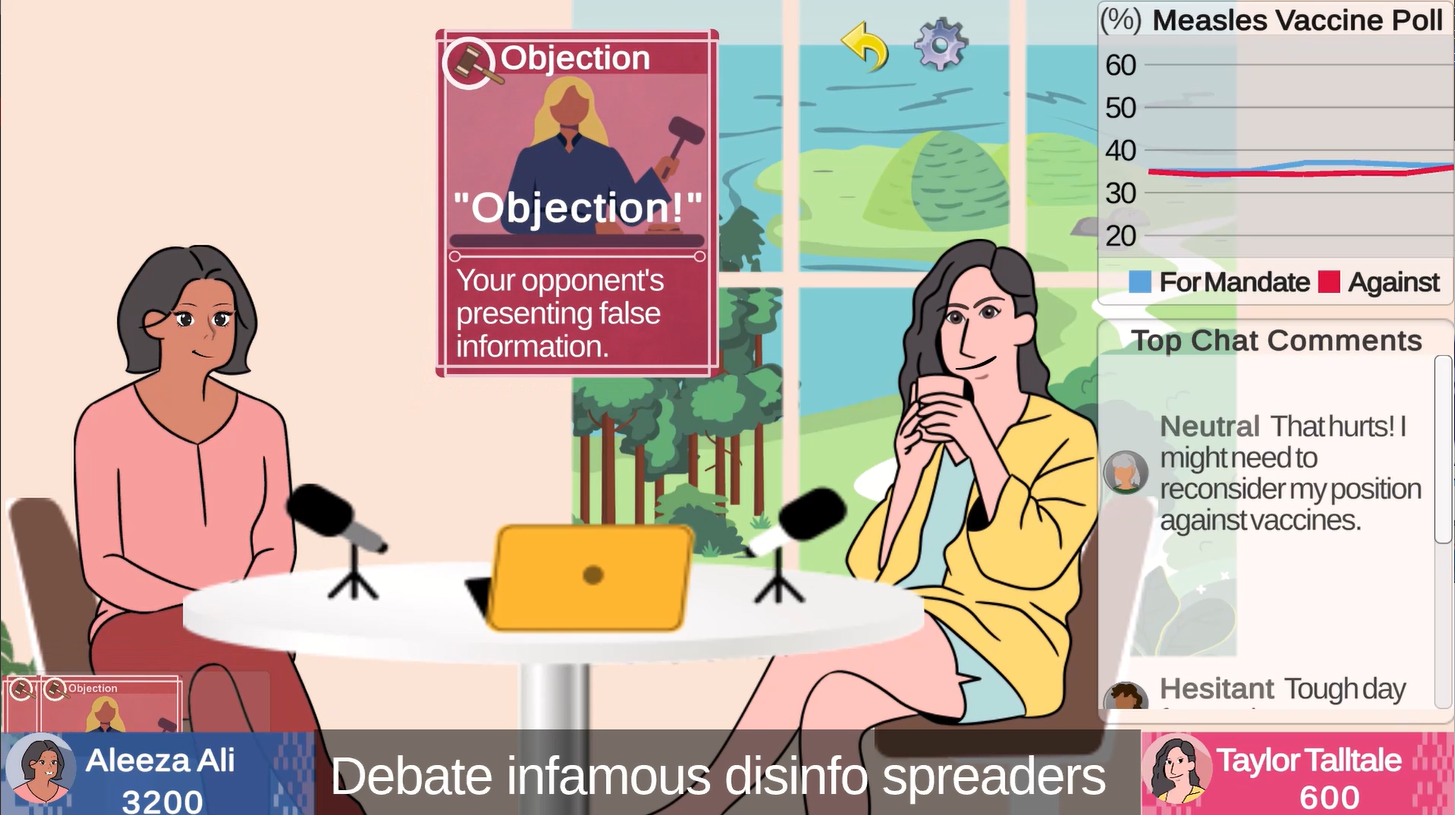 Objection
"Objection!"
Your opponent's
presenting false
information.
(%) Measles Vaccine Poll
60
50
40
30
20
For Mandate Against
Top Chat Comments
Neutral That hurts! I
might need to
reconsider my position
against vaccines.
Hesitant Tough day
Objection
Aleeza Ali
3200
Debate infamous disinfo spreaders
Taylor Talltale
600